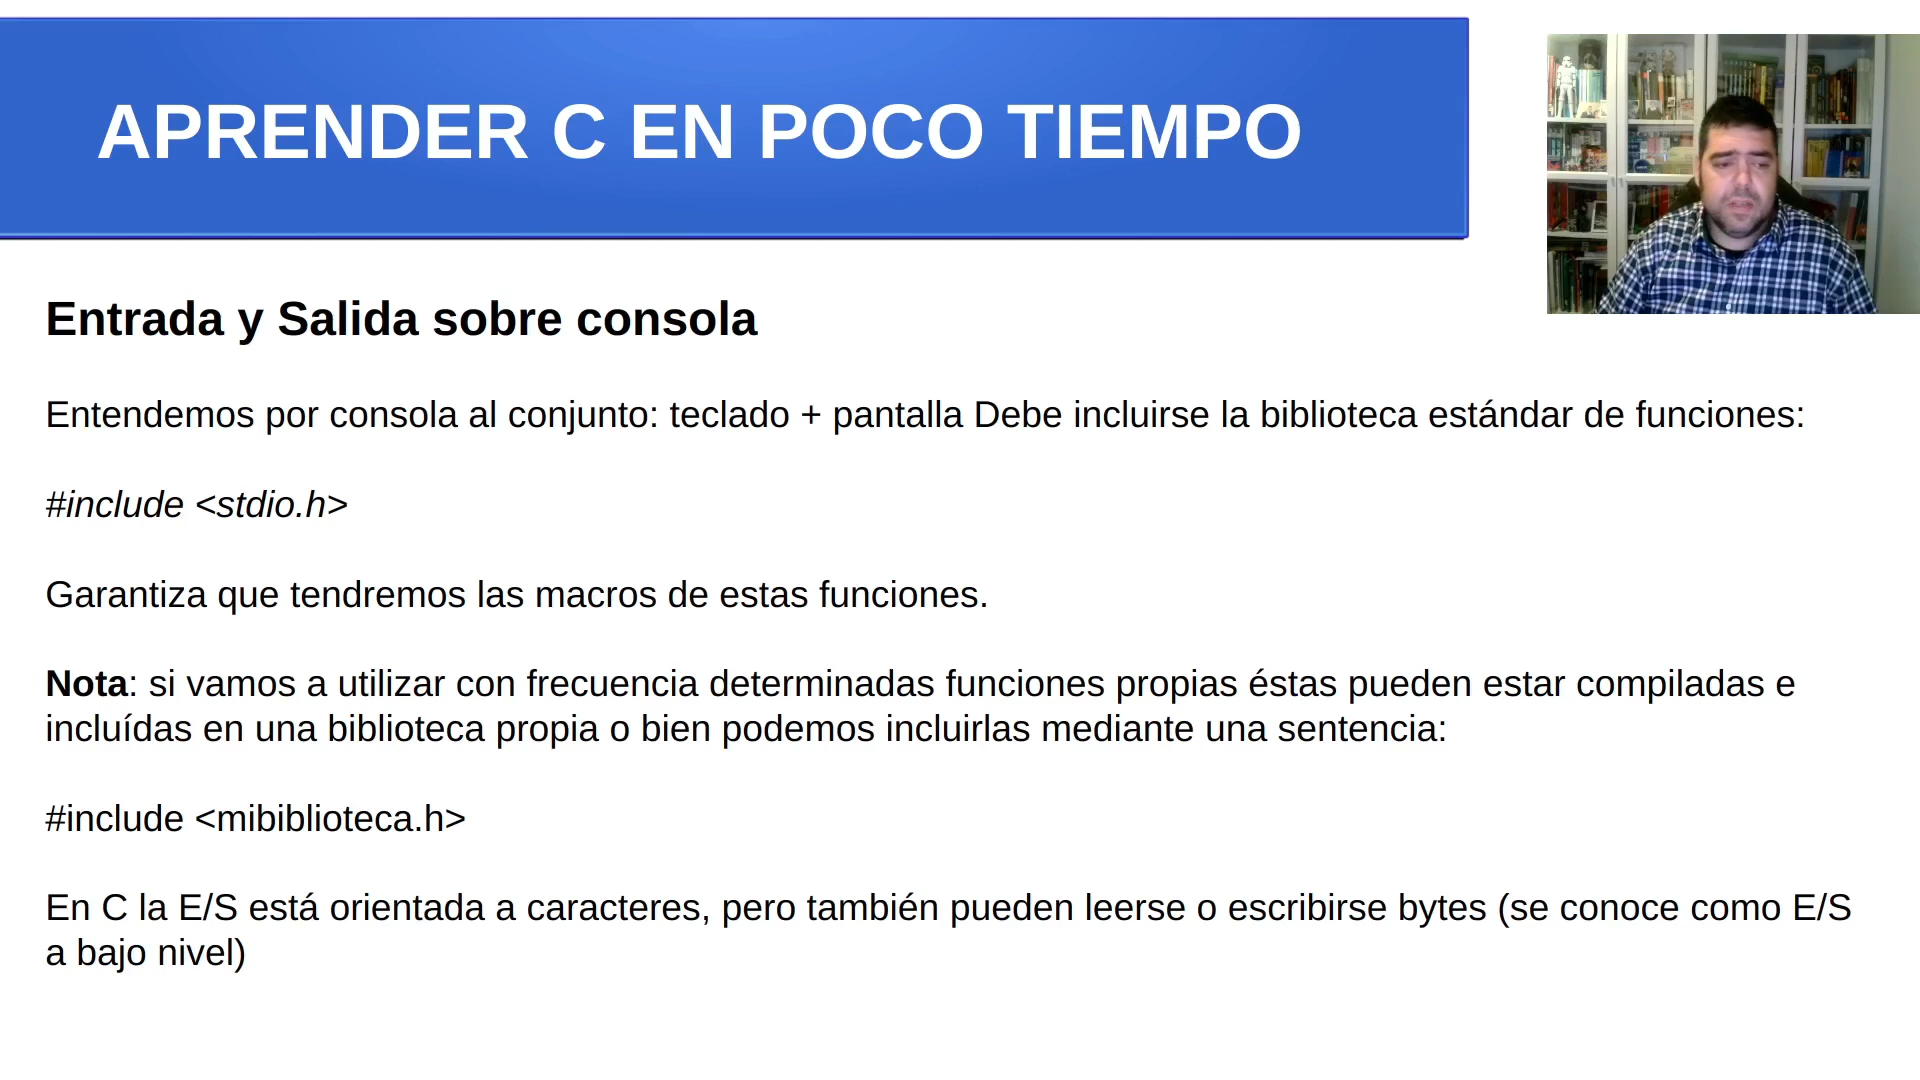 APRENDER C EN POCO TIEMPO
Entrada y Salida sobre consola
Entendemos por consola al conjunto: teclado + pantalla Debe incluirse la biblioteca estándar de funciones:
#include <stdio.h>
Garantiza que tendremos las macros de estas funciones.
Nota: si vamos a utilizar con frecuencia determinadas funciones propias éstas pueden estar compiladas e
incluídas en una biblioteca propia o bien podemos incluirlas mediante una sentencia:
#include <mibiblioteca.h>
En C la E/S está orientada a caracteres, pero también pueden leerse o escribirse bytes (se conoce como E/S
a bajo nivel)